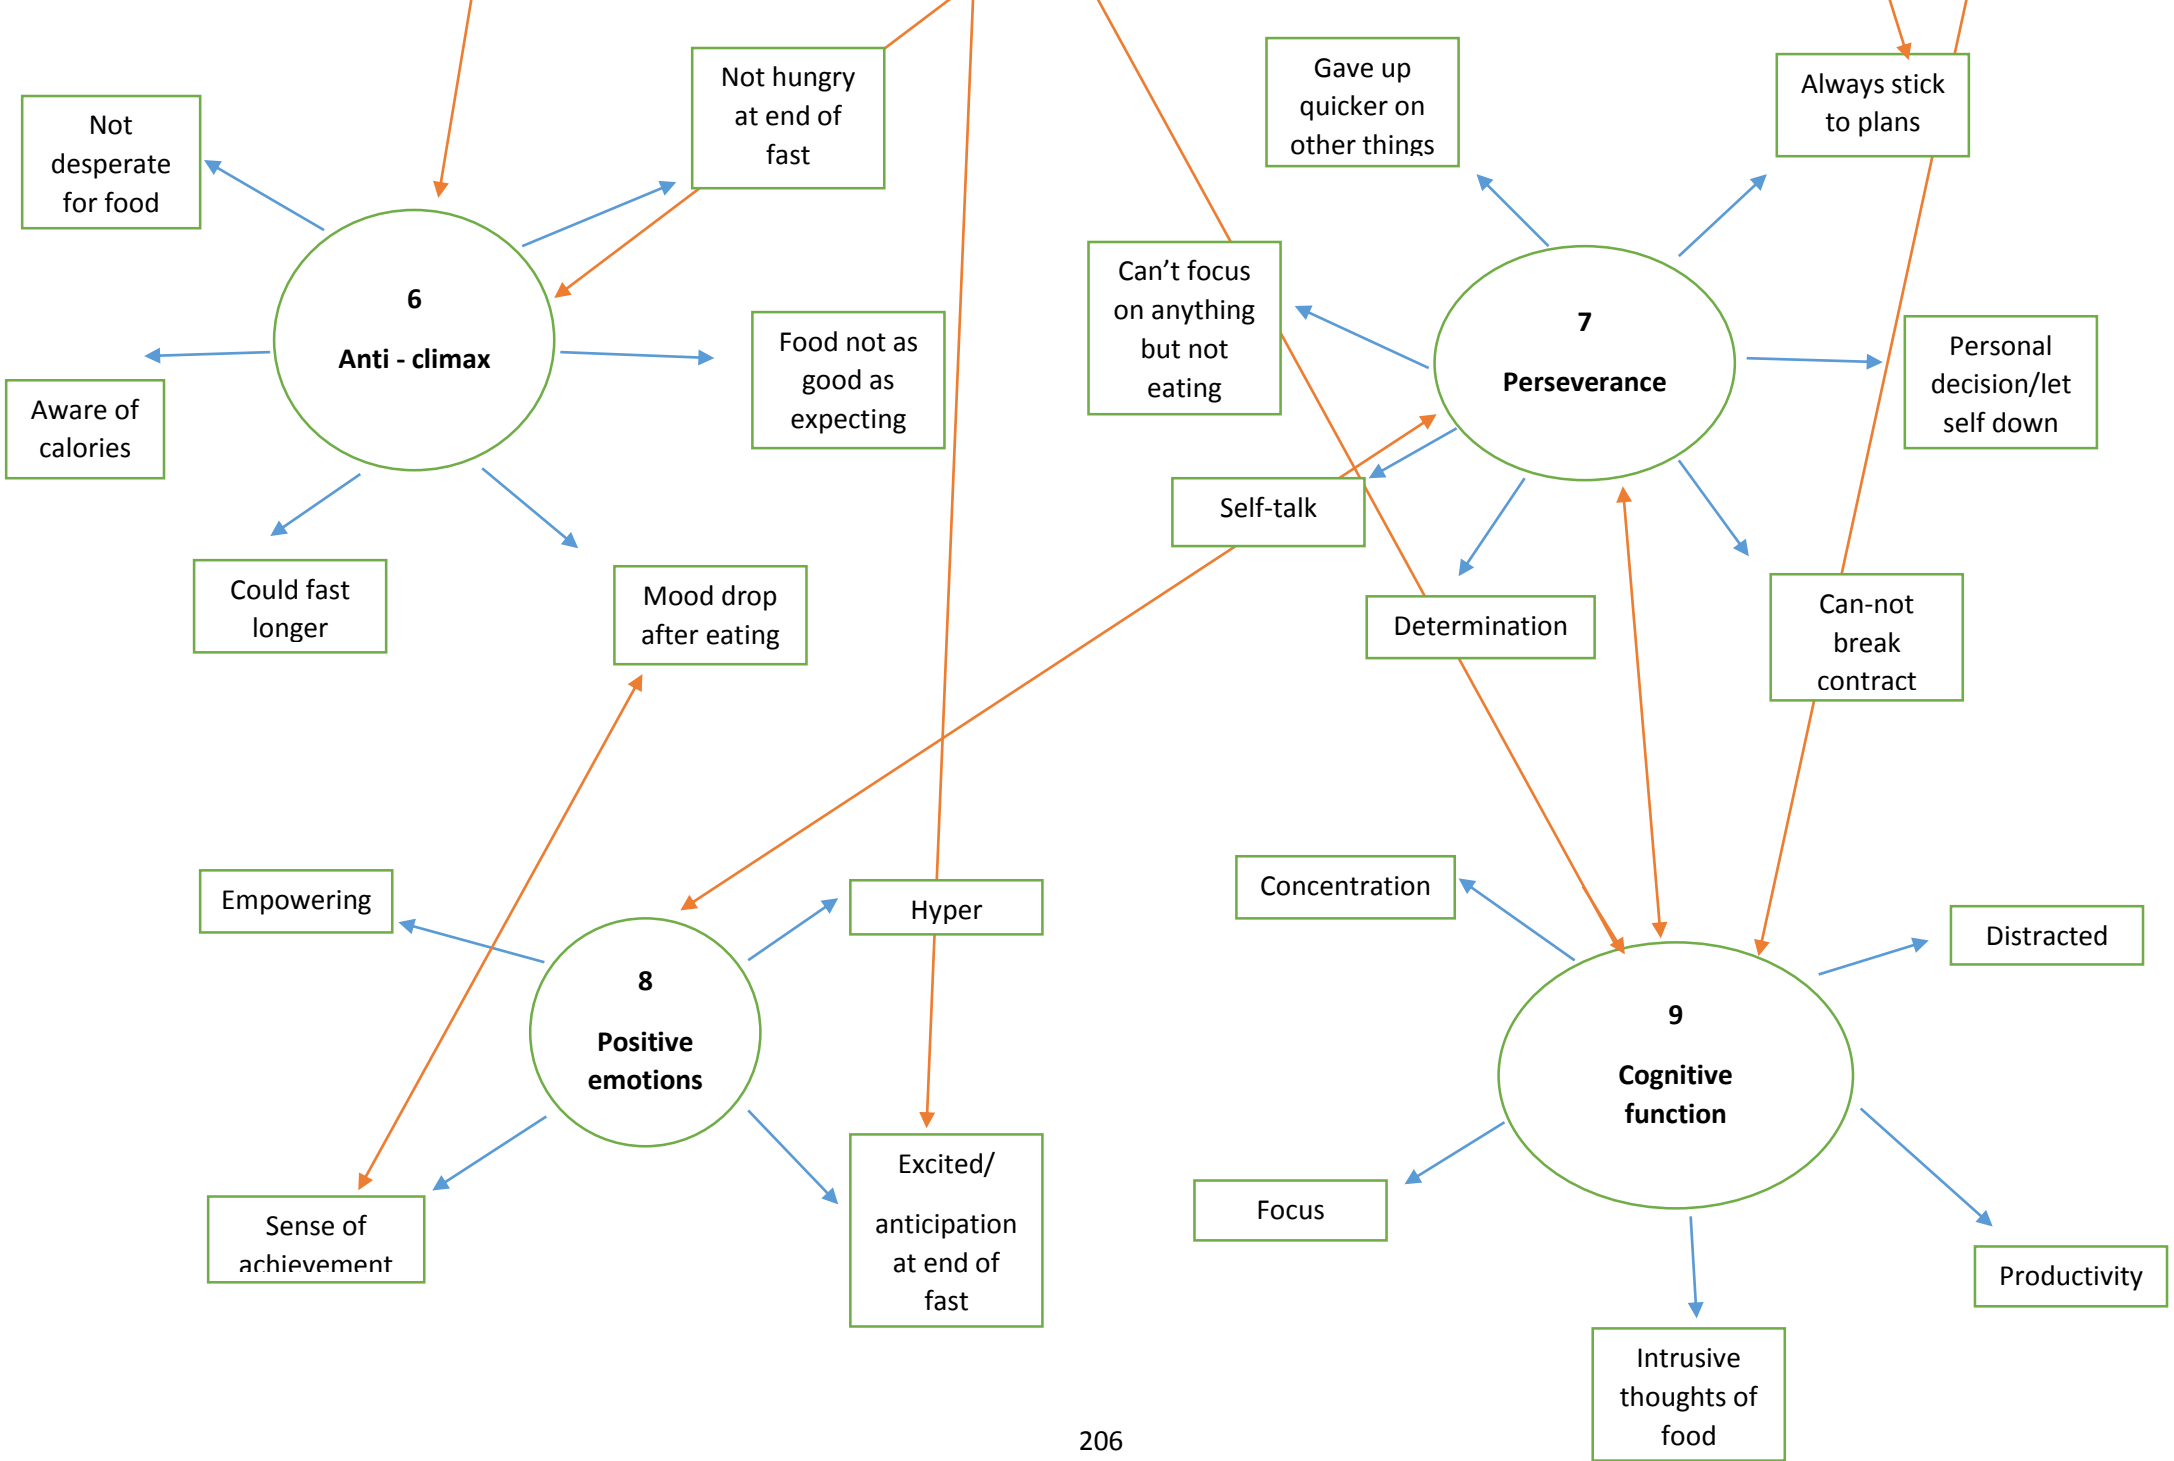 Not
desperate
for food
Not hungry
at end of
fast
6
Anti - climax
Aware of
calories
Food not as
good as
expecting
Could fast
longer
Mood drop
after eating
Gave up
quicker on
other things
Always stick
to plans
Can’t focus
on anything
but not
eating
7
Perseverance
Personal
decision/let
self down
Self-talk
Determination
Can-not
break
contract
Empowering
Hyper
8
Positive
emotions
Sense of
achievement
Excited/
anticipation
at end of
fast
Concentration
Distracted
9
Cognitive
function
Focus
Productivity
Intrusive
thoughts of
food
206